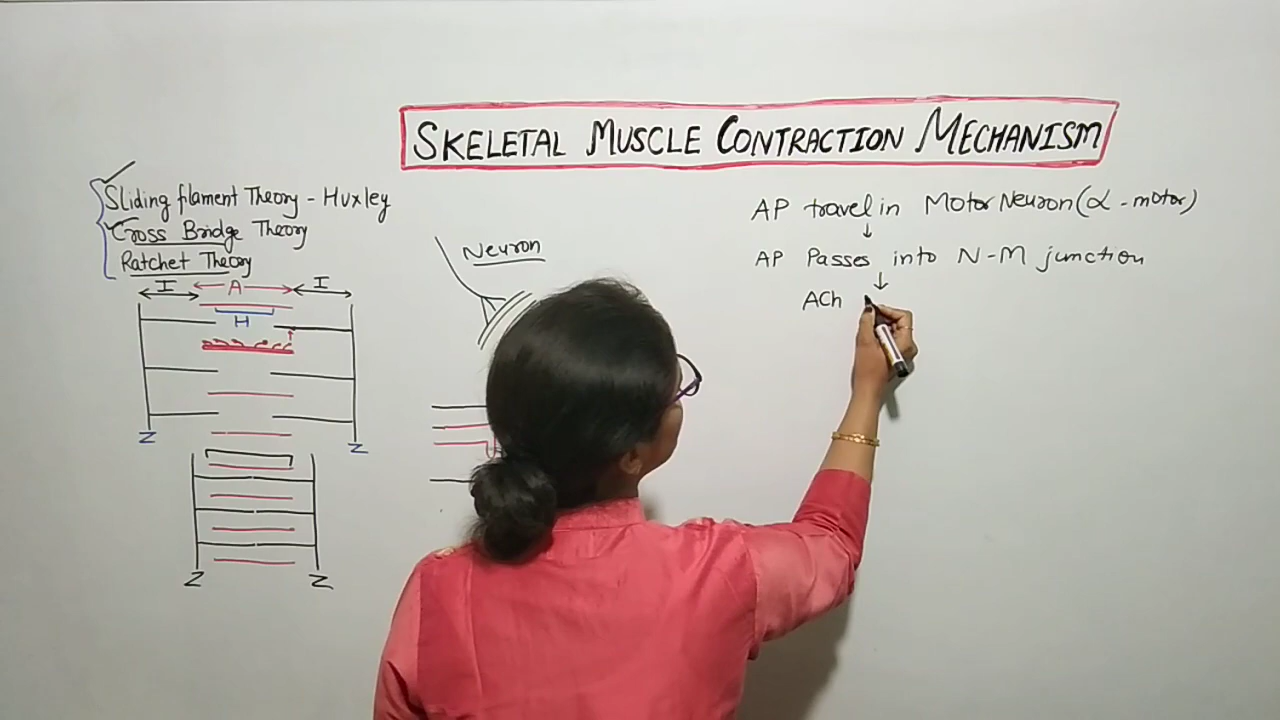 SKELETAL MUSCLE CONTRACTION MECHANISM
Sliding filament Theory - Huxley
Cross Bridge Theory
Ratchet Theory
I A I
H
Z Z
Z Z
Neuron
AP travel in Motor Neuron (α - motor)
↓
AP Passes into N-M junction
↓
ACh